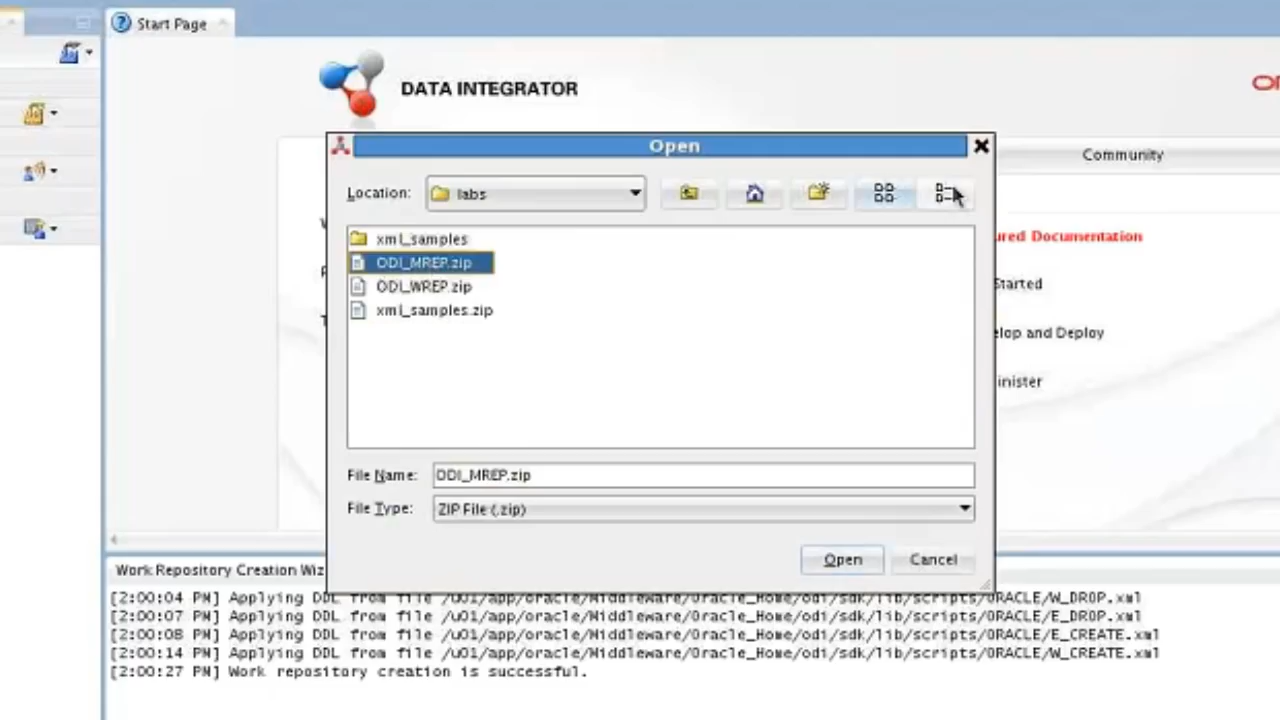 Start Page
DATA INTEGRATOR
Open
Community
Location: labs
xml_samples
ODI_MREP.zip
ODI_WREP.zip
xml_samples.zip
ured Documentation
Started
elop and Deploy
inister
File Name: ODI_MREP.zip
File Type: ZIP File (.zip)
Open Cancel
Work Repository Creation Wiz
[2:00:04 PM] Applying DDL from file /u01/app/oracle/Middleware/Oracle_Home/odi/sdk/lib/scripts/ORACLE/W_DROP.xml
[2:00:07 PM] Applying DDL from file /u01/app/oracle/Middleware/Oracle_Home/odi/sdk/lib/scripts/ORACLE/E_DROP.xml
[2:00:08 PM] Applying DDL from file /u01/app/oracle/Middleware/Oracle_Home/odi/sdk/lib/scripts/ORACLE/E_CREATE.xml
[2:00:14 PM] Applying DDL from file /u01/app/oracle/Middleware/Oracle_Home/odi/sdk/lib/scripts/ORACLE/W_CREATE.xml
[2:00:27 PM] Work repository creation is successful.